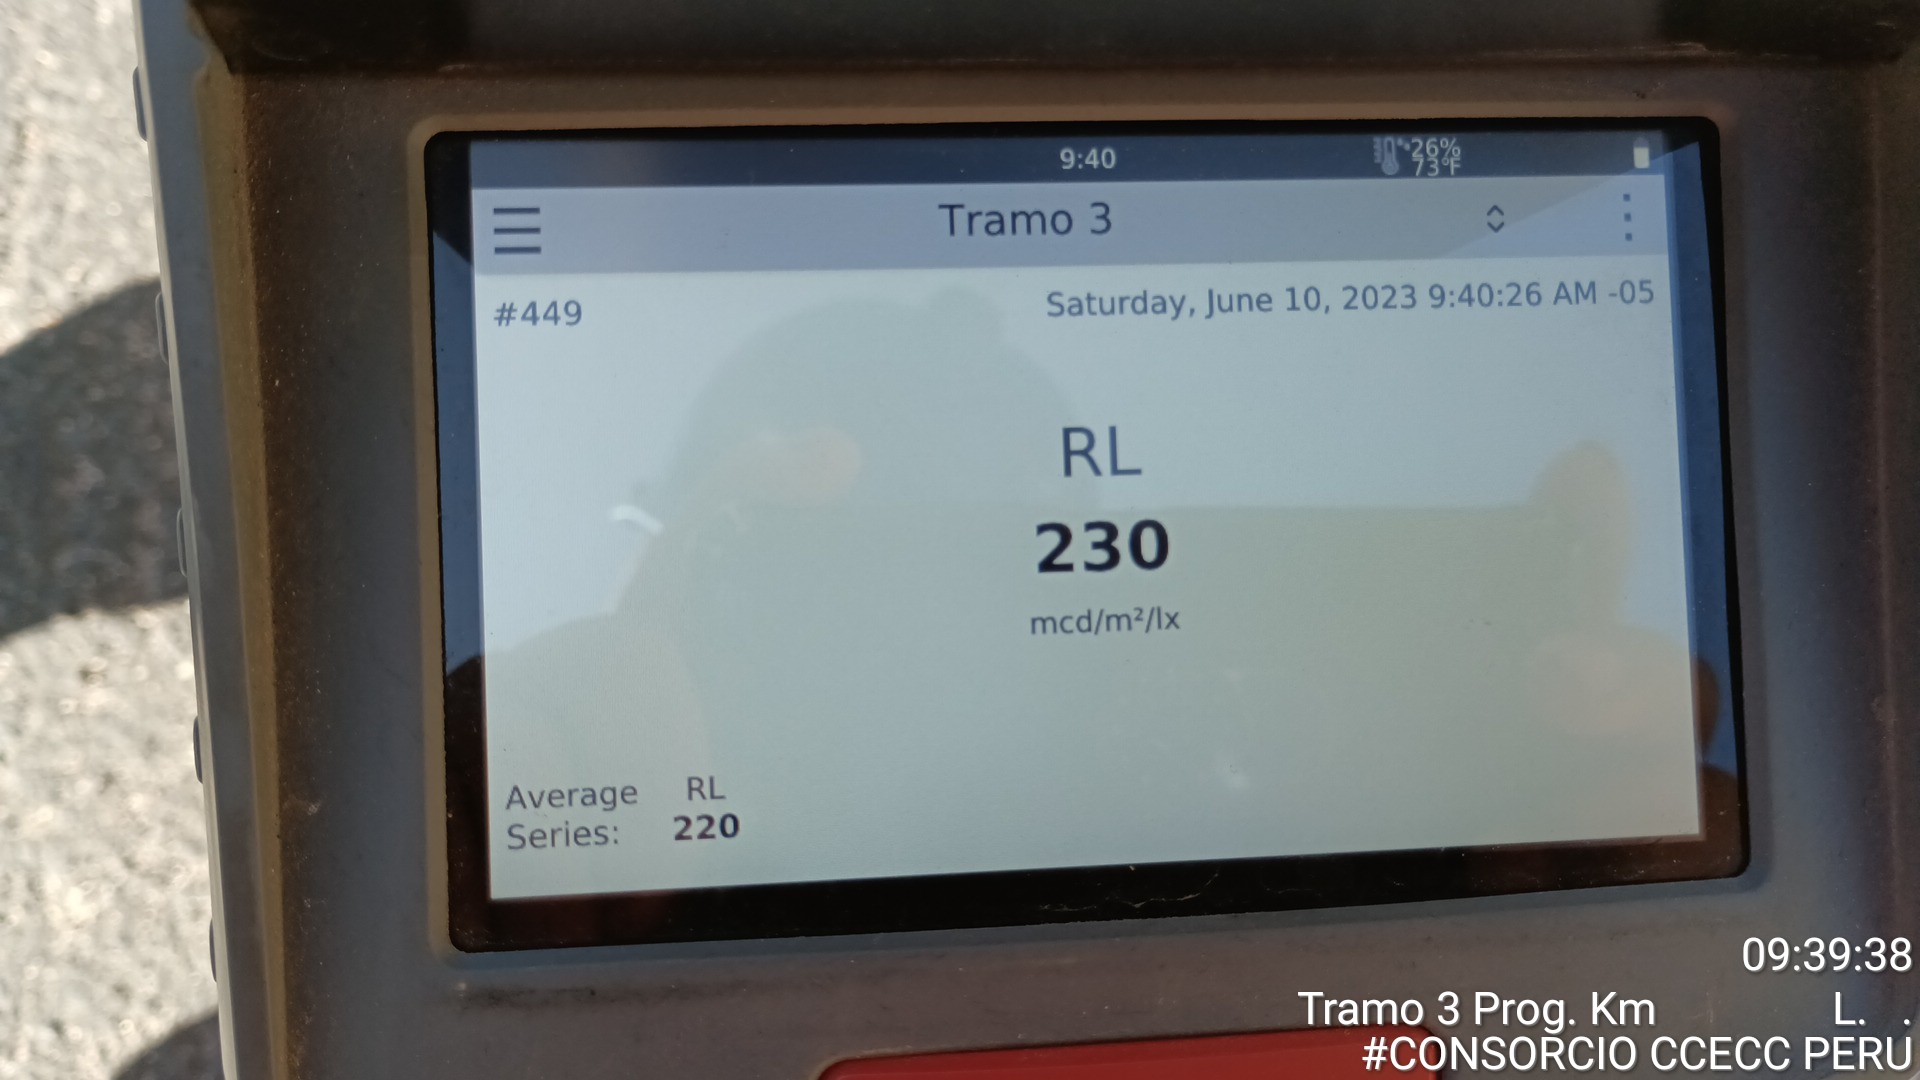 9:40
26%
73°F
Tramo 3
#449
Saturday, June 10, 2023 9:40:26 AM -05
RL
230
mcd/m²/lx
Average RL
Series: 220
09:39:38
Tramo 3 Prog. Km L. .
#CONSORCIO CCECC PERU